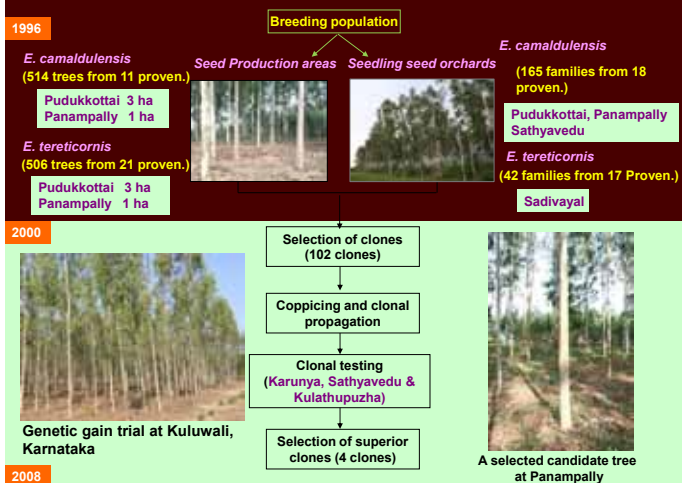 Breeding population
1996
E. camaldulensis
(514 trees from 11 proven.)
Pudukkottai 3 ha
Panampally 1 ha
E. tereticornis
(506 trees from 21 proven.)
Pudukkottai 3 ha
Panampally 1 ha
Seed Production areas
Seedling seed orchards
E. camaldulensis
(165 families from 18
proven.)
Pudukkottai, Panampally
Sathyavedu
E. tereticornis
(42 families from 17 Proven.)
Sadivayal
2000
Selection of clones
(102 clones)
Coppicing and clonal
propagation
Clonal testing
(Karunya, Sathyavedu &
Kulathupuzha)
Selection of superior
clones (4 clones)
Genetic gain trial at Kuluwali,
Karnataka
A selected candidate tree
at Panampally
2008